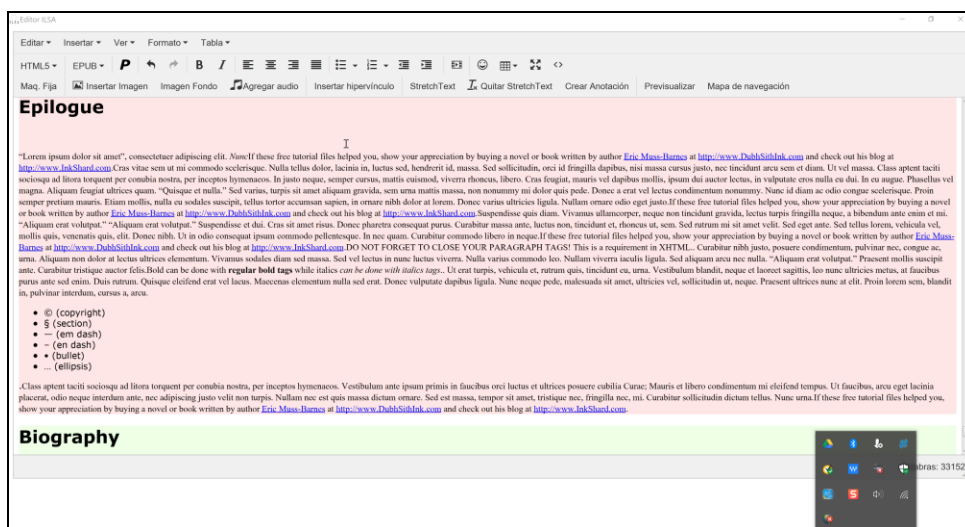 Editor ILSA
Editar Insertar Ver Formato Tabla
HTML5 EPUB P B I
Maq. Fija Insertar Imagen Imagen Fondo Agregar audio Insertar hipervínculo StretchText Quitar StretchText Crear Anotación Previsualizar Mapa de navegación
Epilogue
“Lorem ipsum dolor sit amet”, consectetuer adipiscing elit. NuncIf these free tutorial files helped you, show your appreciation by buying a novel or book written by author Eric Muss-Barnes at http://www.DubhSithInk.com and check out his blog at
http://www.InkShard.com.Cras vitae sem ut mi commodo scelerisque. Nulla tellus dolor, lacinia in, luctus sed, hendrerit id, massa. Sed sollicitudin, orci id fringilla dapibus, nisi massa cursus justo, nec tincidunt arcu sem et diam. Ut vel massa. Class aptent taciti
sociosqu ad litora torquent per conubia nostra, per inceptos hymenaeos. In justo neque, semper cursus, mattis euismod, viverra rhoncus, libero. Cras feugiat, mauris vel dapibus mollis, ipsum dui auctor lectus, in vulputate eros nulla eu dui. In eu augue. Phasellus vel
magna. Aliquam feugiat ultrices quam. “Quisque et nulla.” Sed varius, turpis sit amet aliquam gravida, sem urna mattis massa, non nonummy mi dolor quis pede. Donec a erat vel lectus condimentum nonummy. Nunc id diam ac odio congue scelerisque. Proin
semper pretium mauris. Etiam mollis, nulla eu sodales suscipit, tellus tortor accumsan sapien, in ornare nibh dolor at lorem. Donec varius ultricies ligula. Nullam ornare odio eget justo.If these free tutorial files helped you, show your appreciation by buying a novel
or book written by author Eric Muss-Barnes at http://www.DubhSithInk.com and check out his blog at http://www.InkShard.com.Suspendisse quis diam. Vivamus ullamcorper, neque non tincidunt gravida, lectus turpis fringilla neque, a bibendum ante enim et mi.
“Aliquam erat volutpat.” “Aliquam erat volutpat.” Suspendisse et dui. Cras sit amet risus. Donec pharetra consequat purus. Curabitur massa ante, luctus non, tincidunt et, rhoncus ut, sem. Sed rutrum mi sit amet velit. Sed eget ante. Sed tellus lorem, vehicula vel,
mollis quis, venenatis quis, elit. Donec nibh. Ut in odio consequat ipsum commodo pellentesque. In nec quam. Curabitur commodo libero in neque.If these free tutorial files helped you, show your appreciation by buying a novel or book written by author Eric Muss-
Barnes at http://www.DubhSithInk.com and check out his blog at http://www.InkShard.com.DO NOT FORGET TO CLOSE YOUR PARAGRAPH TAGS! This is a requirement in XHTML.. Curabitur nibh justo, posuere condimentum, pulvinar nec, congue ac,
urna. Aliquam non dolor at lectus ultrices elementum. Vivamus sodales diam sed massa. Sed vel lectus in nunc luctus viverra. Nulla varius commodo leo. Nullam viverra iaculis ligula. Sed aliquam arcu nec nulla. “Aliquam erat volutpat.” Praesent mollis suscipit
ante. Curabitur tristique auctor felis.Bold can be done with regular bold tags while italics can be done with italics tags.. Ut erat turpis, vehicula et, rutrum quis, tincidunt eu, urna. Vestibulum blandit, neque et laoreet sagittis, leo nunc ultricies metus, at faucibus
purus ante sed enim. Duis rutrum. Quisque eleifend erat vel lacus. Maecenas elementum nulla sed erat. Donec vulputate dapibus ligula. Nunc neque pede, malesuada sit amet, ultricies vel, sollicitudin ut, neque. Praesent ultrices nunc at elit. Proin lorem sem, blandit
in, pulvinar interdum, cursus a, arcu.
• © (copyright)
• § (section)
• — (em dash)
• – (en dash)
• • (bullet)
• … (ellipsis)
.Class aptent taciti sociosqu ad litora torquent per conubia nostra, per inceptos hymenaeos. Vestibulum ante ipsum primis in faucibus orci luctus et ultrices posuere cubilia Curae; Mauris et libero condimentum mi eleifend tempus. Ut faucibus, arcu eget lacinia
placerat, odio neque interdum ante, nec adipiscing justo velit non turpis. Nullam nec est quis massa dictum ornare. Sed est massa, tempor sit amet, tristique nec, fringilla nec, mi. Curabitur sollicitudin dictum tellus. Nunc urna.If these free tutorial files helped you,
show your appreciation by buying a novel or book written by author Eric Muss-Barnes at http://www.DubhSithInk.com and check out his blog at http://www.InkShard.com.
Biography
abras: 33152